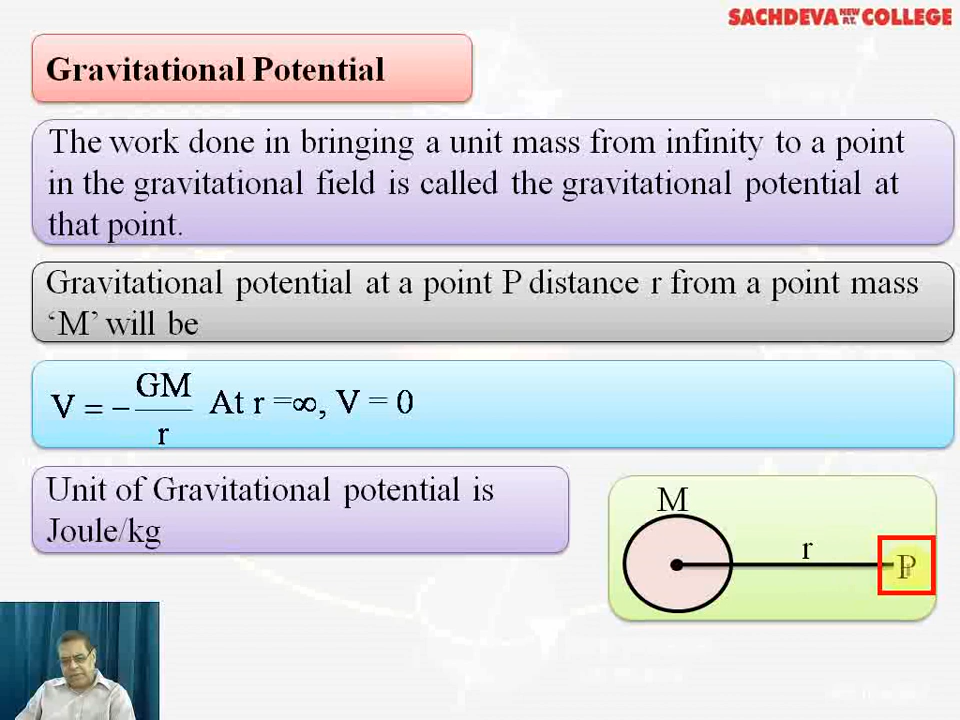 SACHDEVA NEW P.T. COLLEGE
Gravitational Potential
The work done in bringing a unit mass from infinity to a point
in the gravitational field is called the gravitational potential at
that point.
Gravitational potential at a point P distance r from a point mass
‘M’ will be
V = − GM/r At r =∞, V = 0
Unit of Gravitational potential is
Joule/kg
M
r
P